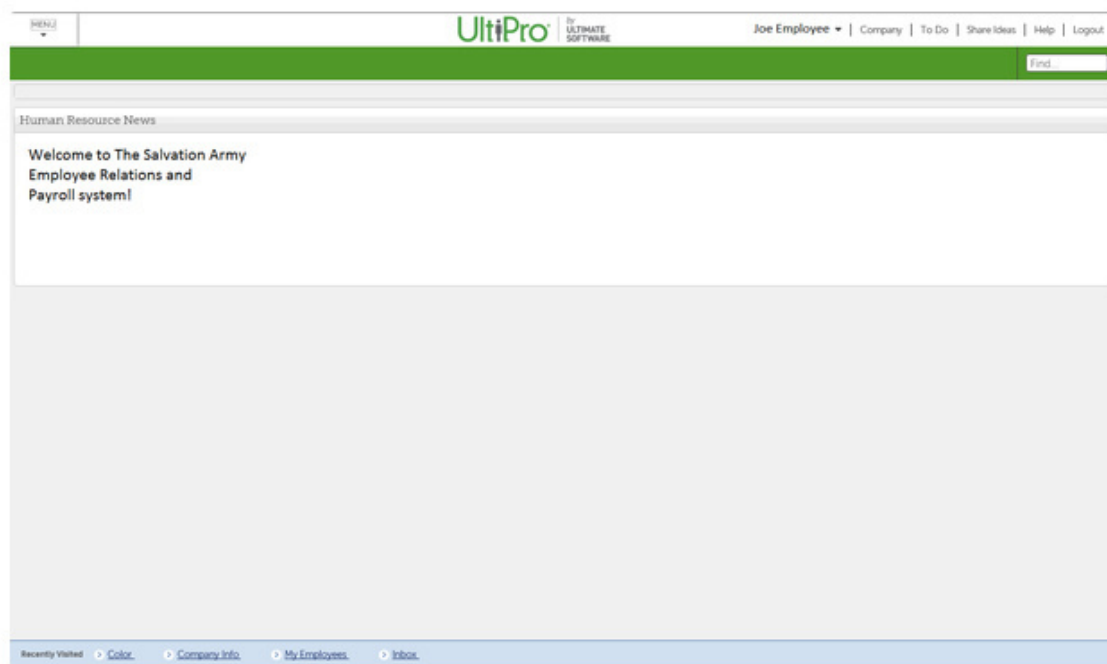 MENU
UltiPro by ULTIMATE SOFTWARE
Joe Employee | Company | To Do | Share Ideas | Help | Logout
Find...
Human Resource News
Welcome to The Salvation Army
Employee Relations and
Payroll system!
Recently Visited Color Company Info My Employees Inbox